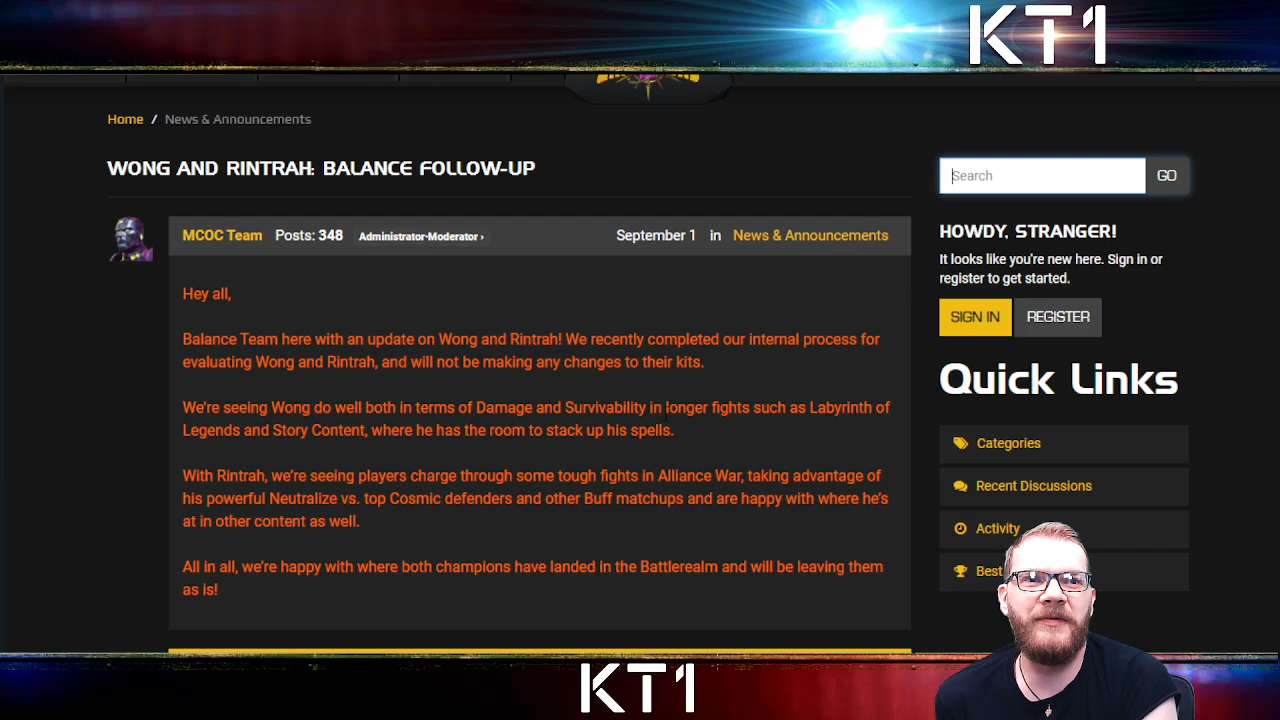 KT1
Home / News & Announcements
WONG AND RINTRAH: BALANCE FOLLOW-UP
Search
GO
MCOC Team Posts: 348 Administrator·Moderator ›
September 1 in News & Announcements
Hey all,
Balance Team here with an update on Wong and Rintrah! We recently completed our internal process for
evaluating Wong and Rintrah, and will not be making any changes to their kits.
We're seeing Wong do well both in terms of Damage and Survivability in longer fights such as Labyrinth of
Legends and Story Content, where he has the room to stack up his spells.
With Rintrah, we're seeing players charge through some tough fights in Alliance War, taking advantage of
his powerful Neutralize vs. top Cosmic defenders and other Buff matchups and are happy with where he's
at in other content as well.
All in all, we're happy with where both champions have landed in the Battlerealm and will be leaving them
as is!
HOWDY, STRANGER!
It looks like you're new here. Sign in or
register to get started.
SIGN IN
REGISTER
Quick Links
Categories
Recent Discussions
Activity
Best
KT1